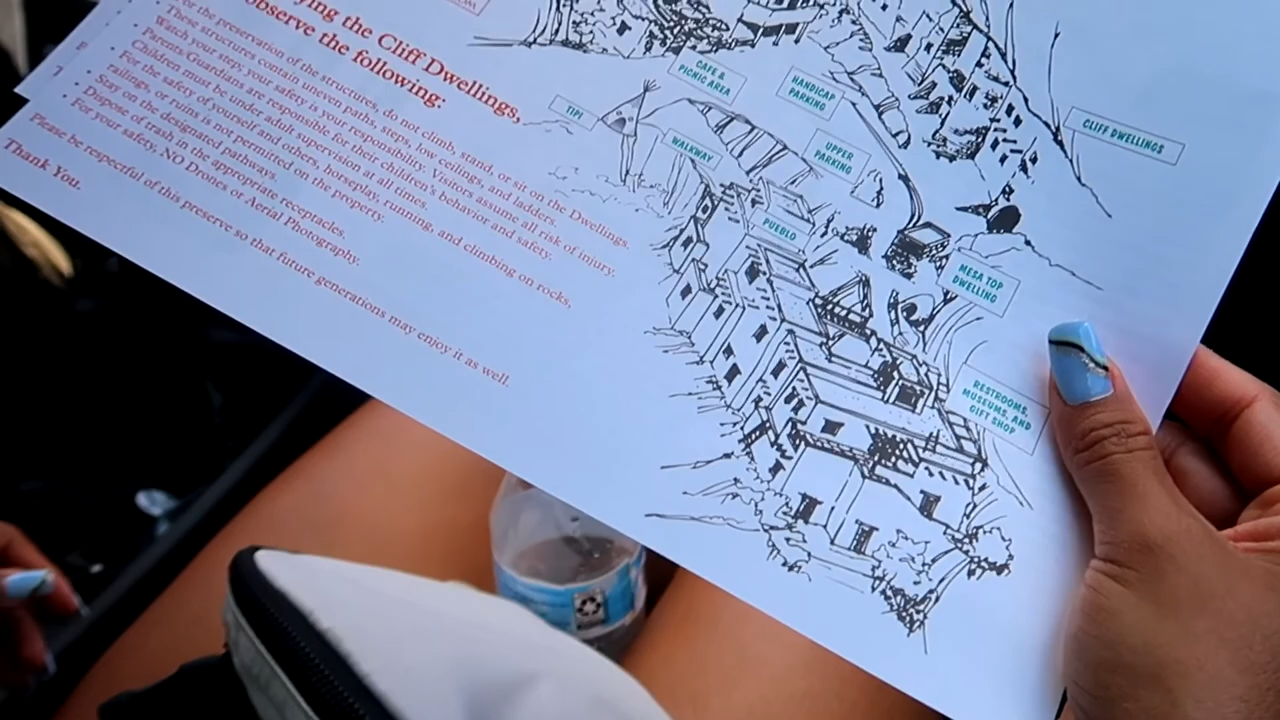 ying the Cliff Dwellings,
observe the following:
For the preservation of the structures, do not climb, stand, or sit on the Dwellings.
• These structures contain uneven paths, steps, low ceilings, and ladders.
Watch your step, your safety is your responsibility. Visitors assume all risk of injury.
Parents/Guardians are responsible for their children's behavior and safety.
Children must be under adult supervision at all times.
• For the safety of yourself and others, horseplay, running, and climbing on rocks,
railings, or ruins is not permitted on the property.
• Stay on the designated pathways.
• Dispose of trash in the appropriate receptacles.
• For your safety, NO Drones or Aerial Photography.
Please be respectful of this preserve so that future generations may enjoy it as well.
Thank You.
CAFE &
PICNIC AREA
HANDICAP
PARKING
CLIFF DWELLINGS
TIPI
WALKWAY
UPPER
PARKING
PUEBLO
MESA TOP
DWELLING
RESTROOMS,
MUSEUMS, AND
GIFT SHOP